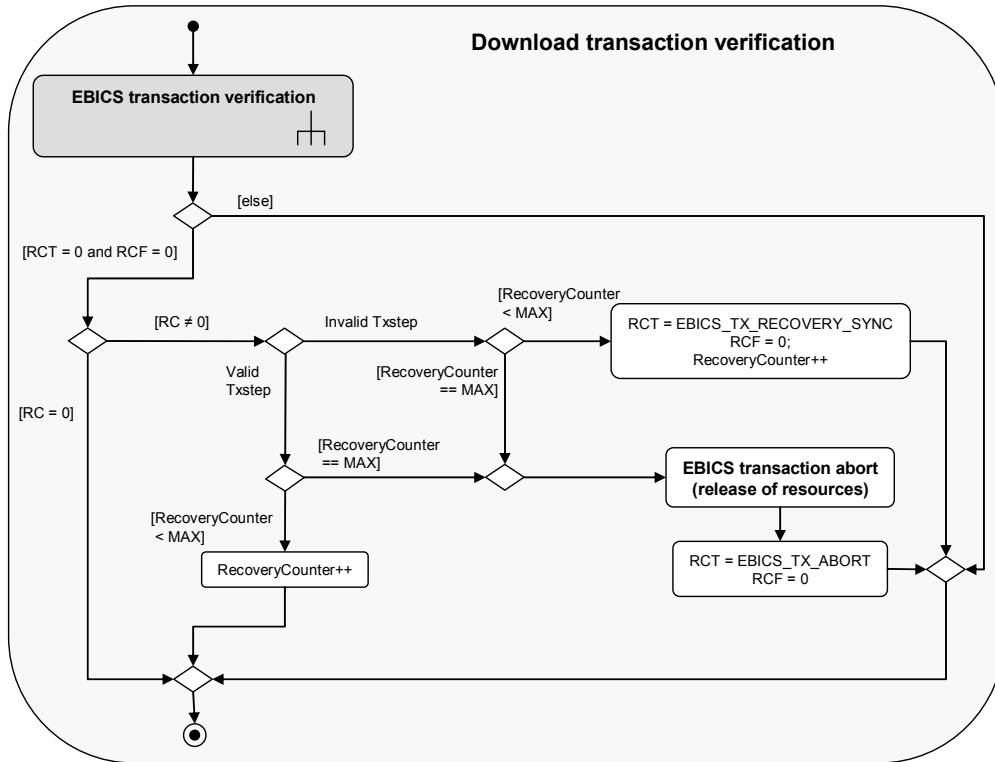 Download transaction verification
EBICS transaction verification
[else]
[RCT = 0 and RCF = 0]
[RecoveryCounter
< MAX]
[RC ≠ 0]
Invalid Txstep
RCT = EBICS_TX_RECOVERY_SYNC
RCF = 0;
RecoveryCounter++
Valid
Txstep
[RecoveryCounter
== MAX]
[RC = 0]
[RecoveryCounter
== MAX]
EBICS transaction abort
(release of resources)
[RecoveryCounter
< MAX]
RecoveryCounter++
RCT = EBICS_TX_ABORT
RCF = 0